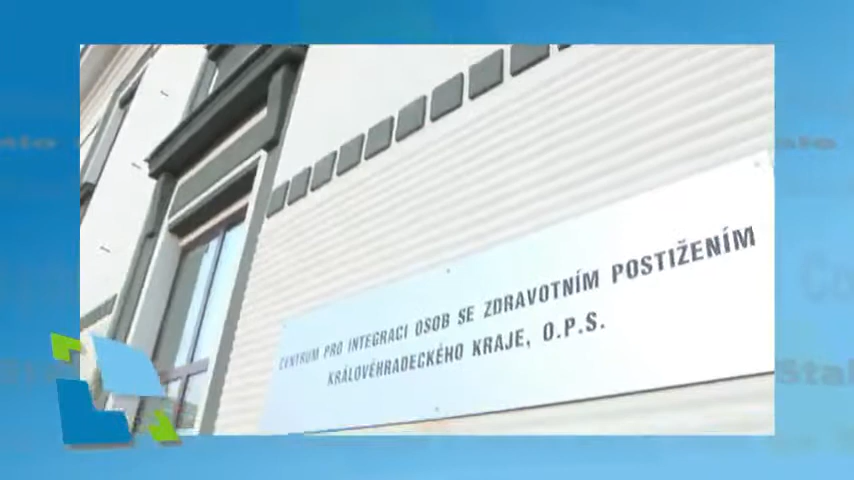 CENTRUM PRO INTEGRACI OSOB SE ZDRAVOTNÍM POSTIŽENÍM
KRÁLOVÉHRADECKÉHO KRAJE, O.P.S.